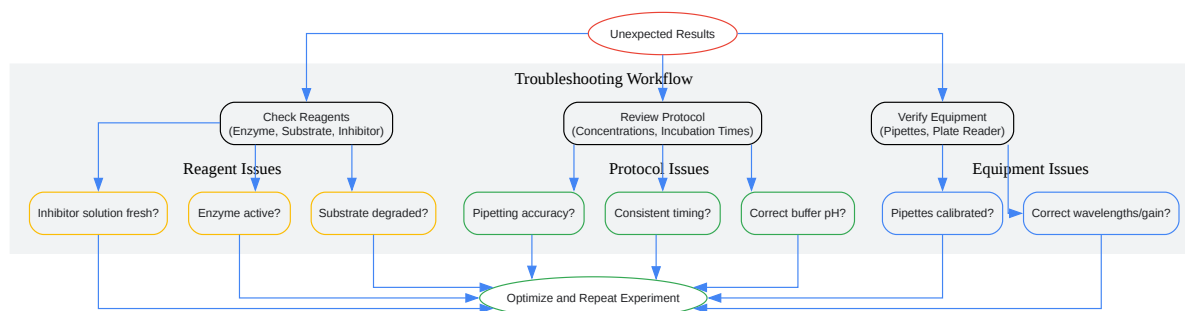 Unexpected Results
Troubleshooting Workflow
Check Reagents
(Enzyme, Substrate, Inhibitor)
Review Protocol
(Concentrations, Incubation Times)
Verify Equipment
(Pipettes, Plate Reader)
Reagent Issues
Protocol Issues
Equipment Issues
Inhibitor solution fresh?
Enzyme active?
Substrate degraded?
Pipetting accuracy?
Consistent timing?
Correct buffer pH?
Pipettes calibrated?
Correct wavelengths/gain?
Optimize and Repeat Experiment